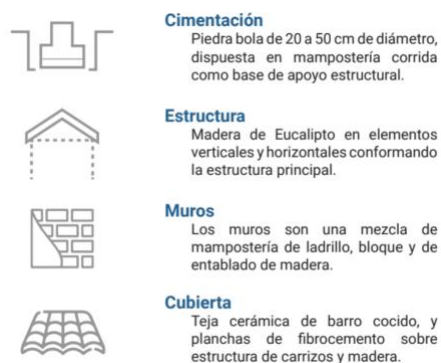 Cimentación
Piedra bola de 20 a 50 cm de diámetro,
dispuesta en mampostería corrida
como base de apoyo estructural.
Estructura
Madera de Eucalipto en elementos
verticales y horizontales conformando
la estructura principal.
Muros
Los muros son una mezcla de
mampostería de ladrillo, bloque y de
entablado de madera.
Cubierta
Teja cerámica de barro cocido, y
planchas de fibrocemento sobre
estructura de carrizos y madera.